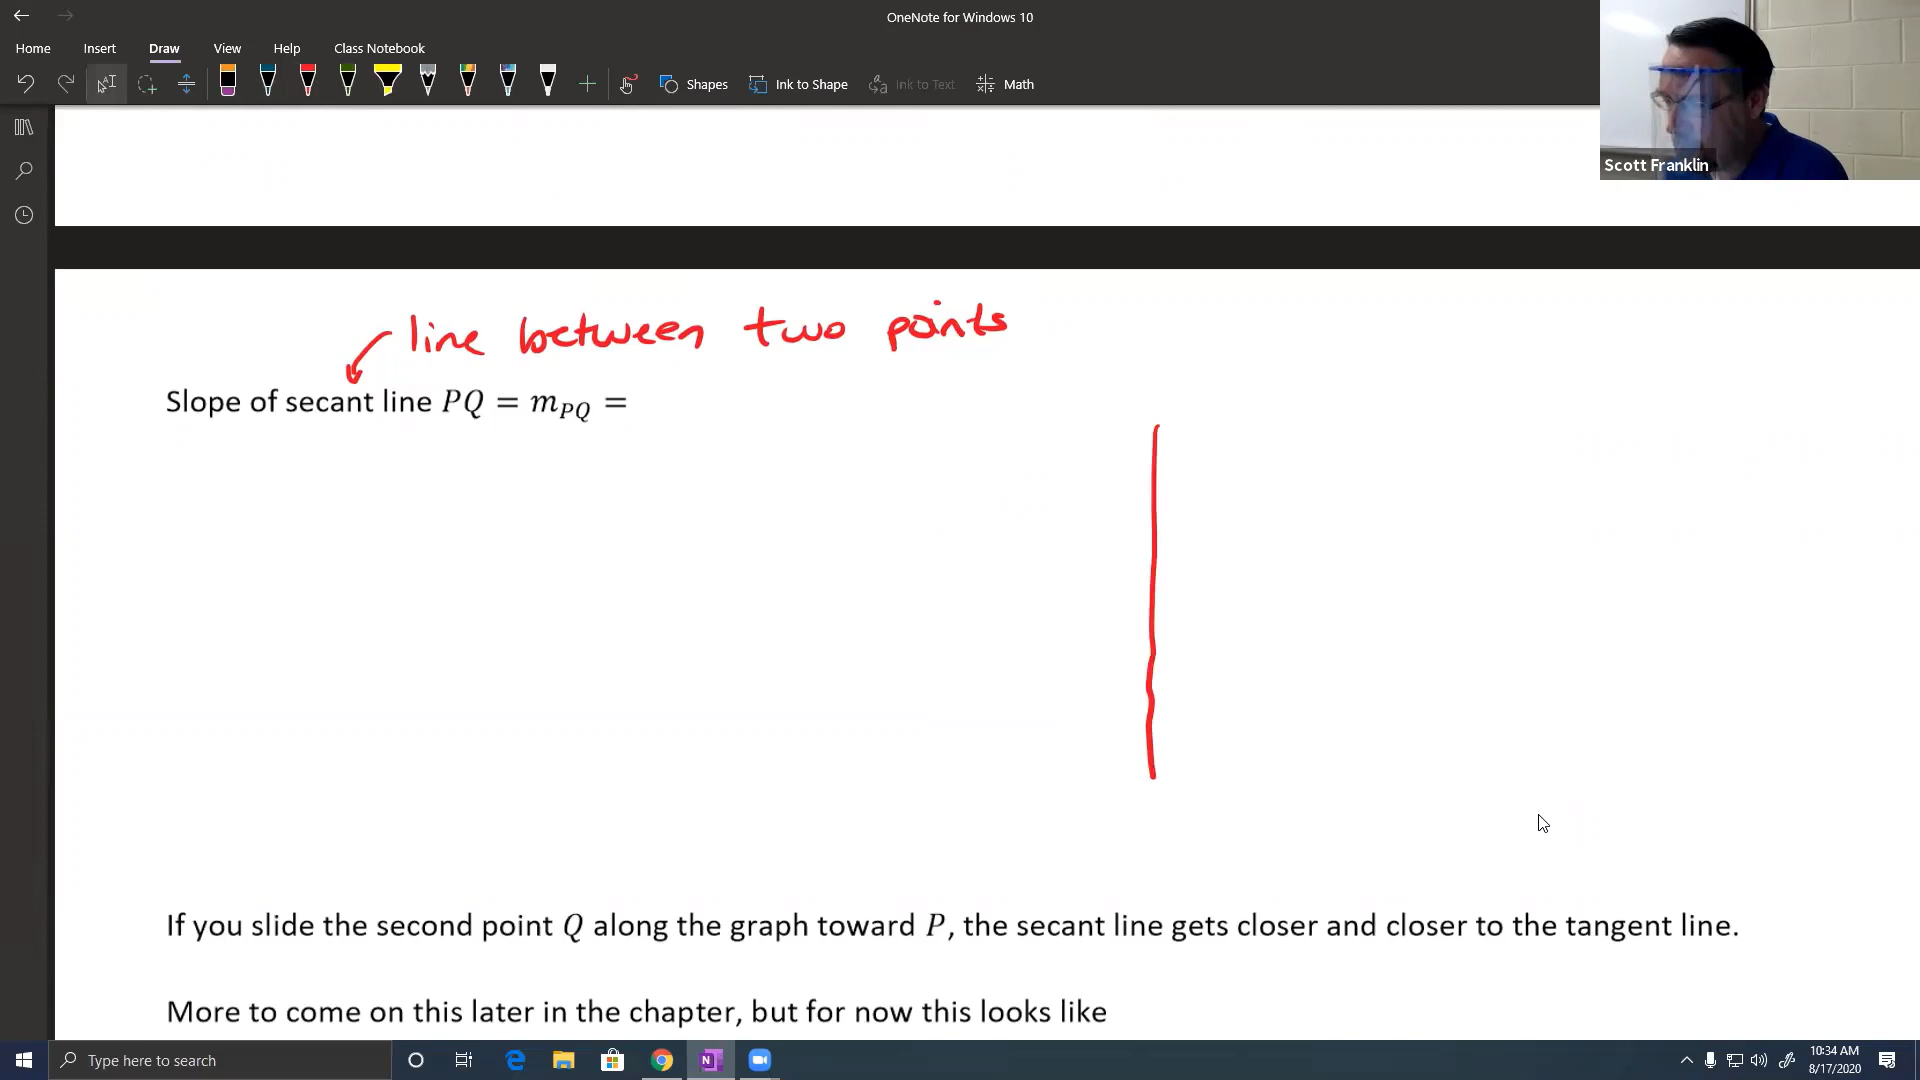 OneNote for Windows 10
Home Insert Draw View Help Class Notebook
Shapes Ink to Shape Ink to Text Math
Scott Franklin
line between two points
Slope of secant line PQ = m_PQ =
If you slide the second point Q along the graph toward P, the secant line gets closer and closer to the tangent line.
More to come on this later in the chapter, but for now this looks like
Type here to search
10:34 AM
8/17/2020